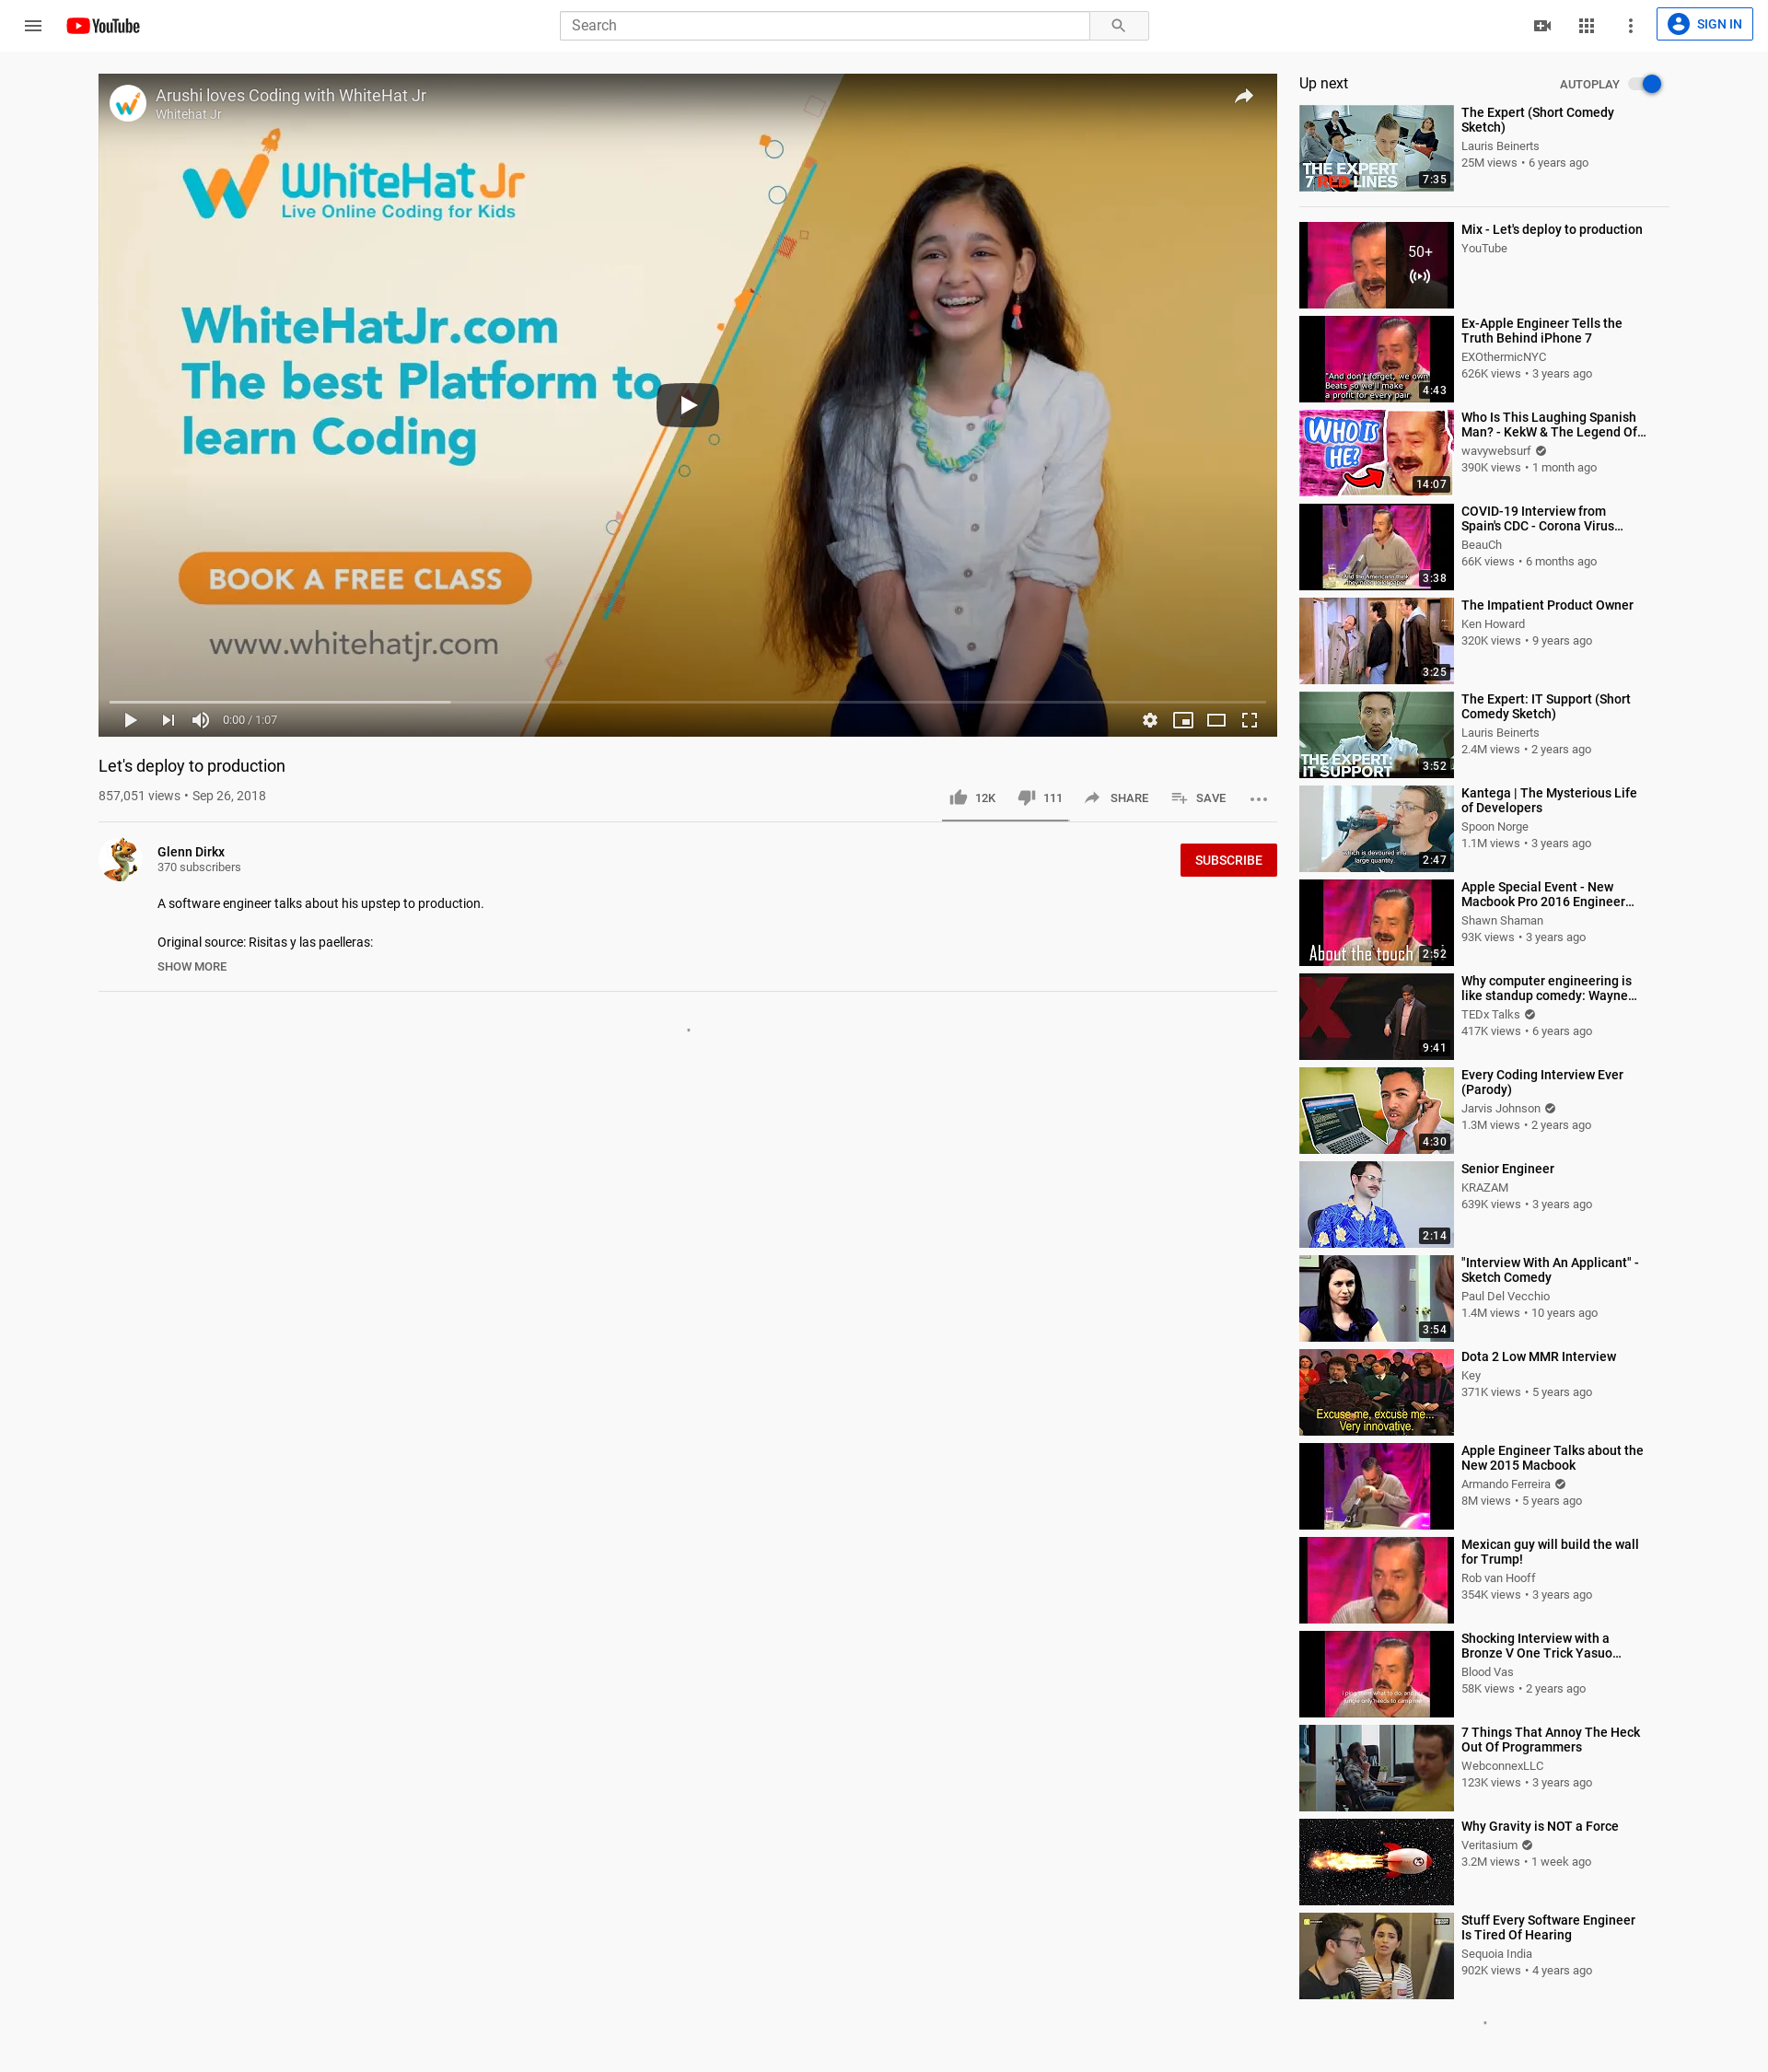 YouTube
Search
SIGN IN
Arushi loves Coding with WhiteHat Jr
Whitehat Jr
WhiteHat Jr
Live Online Coding for Kids
WhiteHatJr.com
The best Platform to
learn Coding
BOOK A FREE CLASS
www.whitehatjr.com
0:00 / 1:07
Let's deploy to production
857,051 views • Sep 26, 2018
12K
111
SHARE
SAVE
Glenn Dirkx
370 subscribers
SUBSCRIBE
A software engineer talks about his upstep to production.
Original source: Risitas y las paelleras:
SHOW MORE
Up next
AUTOPLAY
THE EXPERT
7 RED LINES
7:35
The Expert (Short Comedy
Sketch)
Lauris Beinerts
25M views • 6 years ago
50+
Mix - Let's deploy to production
YouTube
"And don't forget, we own
Beats so we'll make
a profit for every pair
4:43
Ex-Apple Engineer Tells the
Truth Behind iPhone 7
EXOthermicNYC
626K views • 3 years ago
WHO IS
HE?
14:07
Who Is This Laughing Spanish
Man? - KekW & The Legend Of...
wavywebsurf
390K views • 1 month ago
And the Americans think
they need toilet paper
3:38
COVID-19 Interview from
Spain's CDC - Corona Virus...
BeauCh
66K views • 6 months ago
3:25
The Impatient Product Owner
Ken Howard
320K views • 9 years ago
THE EXPERT:
IT SUPPORT
3:52
The Expert: IT Support (Short
Comedy Sketch)
Lauris Beinerts
2.4M views • 2 years ago
which is devoured in a
large quantity.
2:47
Kantega | The Mysterious Life
of Developers
Spoon Norge
1.1M views • 3 years ago
About the touch
2:52
Apple Special Event - New
Macbook Pro 2016 Engineer...
Shawn Shaman
93K views • 3 years ago
X
9:41
Why computer engineering is
like standup comedy: Wayne...
TEDx Talks
417K views • 6 years ago
4:30
Every Coding Interview Ever
(Parody)
Jarvis Johnson
1.3M views • 2 years ago
2:14
Senior Engineer
KRAZAM
639K views • 3 years ago
3:54
"Interview With An Applicant" -
Sketch Comedy
Paul Del Vecchio
1.4M views • 10 years ago
Excuse me, excuse me...
Very innovative.
Dota 2 Low MMR Interview
Key
371K views • 5 years ago
Apple Engineer Talks about the
New 2015 Macbook
Armando Ferreira
8M views • 5 years ago
Mexican guy will build the wall
for Trump!
Rob van Hooff
354K views • 3 years ago
Shocking Interview with a
Bronze V One Trick Yasuo...
Blood Vas
58K views • 2 years ago
7 Things That Annoy The Heck
Out Of Programmers
WebconnexLLC
123K views • 3 years ago
Why Gravity is NOT a Force
Veritasium
3.2M views • 1 week ago
Stuff Every Software Engineer
Is Tired Of Hearing
Sequoia India
902K views • 4 years ago